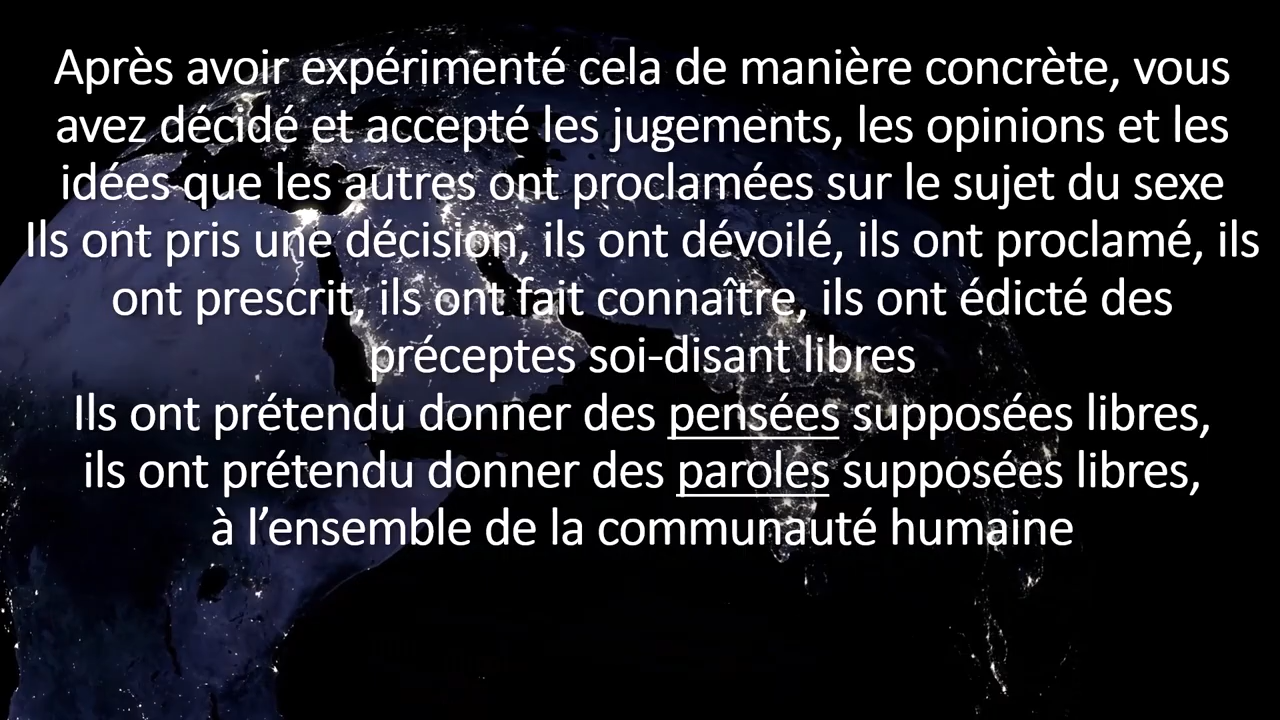 Après avoir expérimenté cela de manière concrète, vous
avez décidé et accepté les jugements, les opinions et les
idées que les autres ont proclamées sur le sujet du sexe
Ils ont pris une décision, ils ont dévoilé, ils ont proclamé, ils
ont prescrit, ils ont fait connaître, ils ont édicté des
préceptes soi-disant libres
Ils ont prétendu donner des pensées supposées libres,
ils ont prétendu donner des paroles supposées libres,
à l’ensemble de la communauté humaine